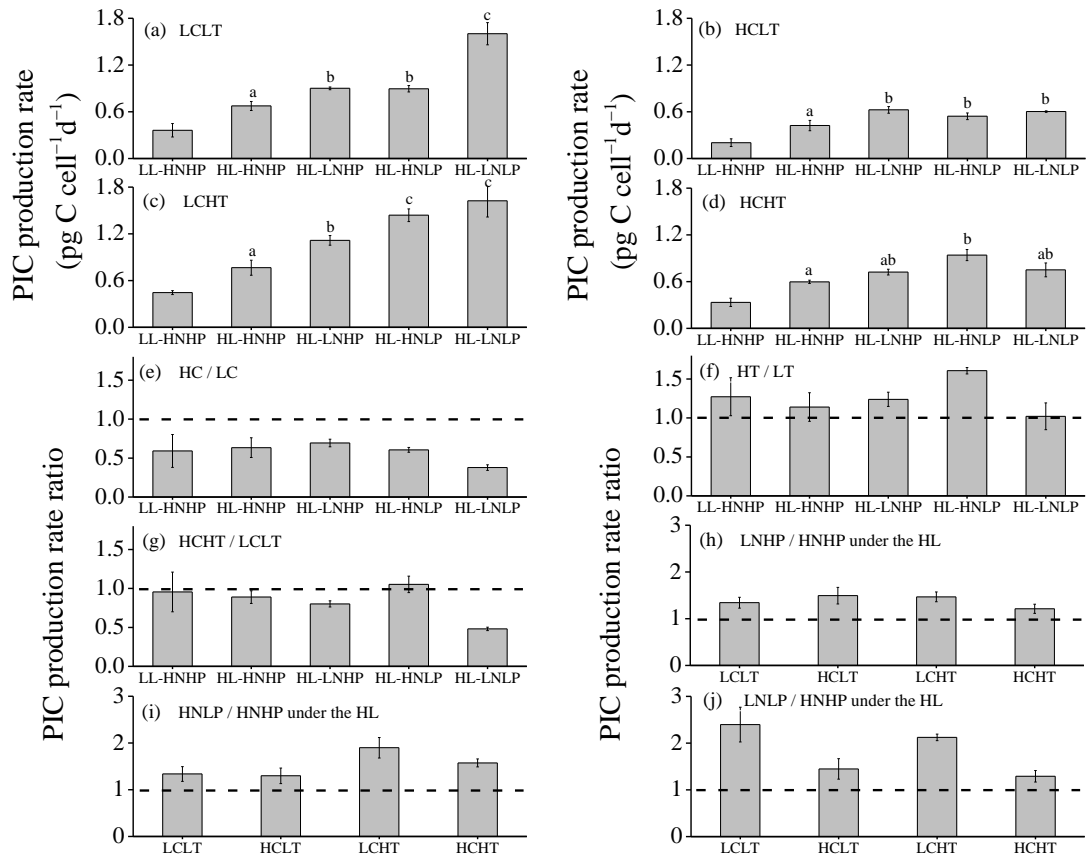 PIC production rate
(pg C cell⁻¹d⁻¹)
(a) LCLT
1.8
1.2
0.6
0.0
a
b
b
c
LL-HNHP HL-HNHP HL-LNHP HL-HNLP HL-LNLP
(c) LCHT
1.8
1.2
0.6
0.0
a
b
c
c
LL-HNHP HL-HNHP HL-LNHP HL-HNLP HL-LNLP
PIC production rate
(pg C cell⁻¹d⁻¹)
(b) HCLT
1.8
1.2
0.6
0.0
a
b
b
b
LL-HNHP HL-HNHP HL-LNHP HL-HNLP HL-LNLP
(d) HCHT
1.8
1.2
0.6
0.0
a
ab
b
ab
LL-HNHP HL-HNHP HL-LNHP HL-HNLP HL-LNLP
PIC production rate ratio
(e) HC / LC
1.5
1.0
0.5
0.0
LL-HNHP HL-HNHP HL-LNHP HL-HNLP HL-LNLP
(g) HCHT / LCLT
1.5
1.0
0.5
0.0
LL-HNHP HL-HNHP HL-LNHP HL-HNLP HL-LNLP
(i) HNLP / HNHP under the HL
3
2
1
0
LCLT HCLT LCHT HCHT
PIC production rate ratio
(f) HT / LT
1.5
1.0
0.5
0.0
LL-HNHP HL-HNHP HL-LNHP HL-HNLP HL-LNLP
(h) LNHP / HNHP under the HL
3
2
1
0
LCLT HCLT LCHT HCHT
(j) LNLP / HNHP under the HL
3
2
1
0
LCLT HCLT LCHT HCHT